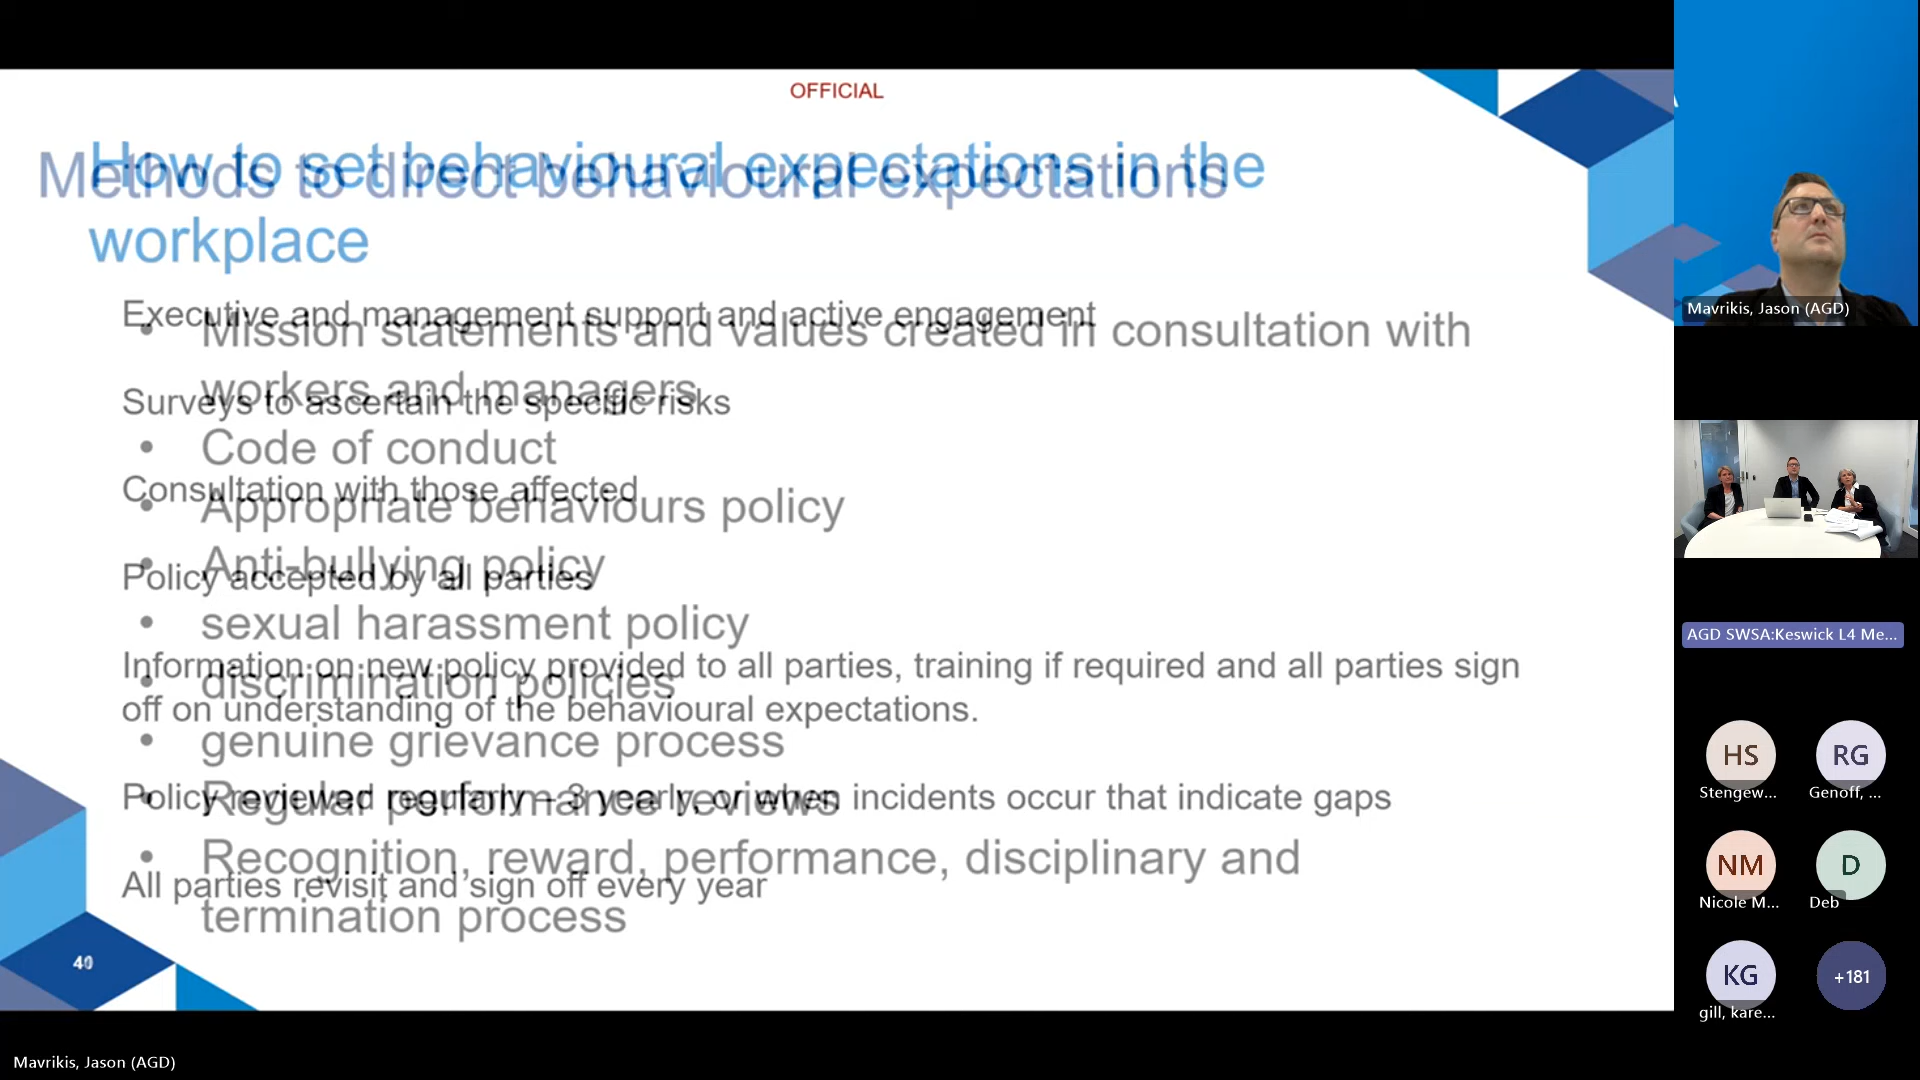 OFFICIAL
How to set behavioural expectations in the
workplace
Methods to direct behavioural expectations
Executive and management support and active engagement
Surveys to ascertain the specific risks
Consultation with those affected
Policy accepted by all parties
Information on new policy provided to all parties, training if required and all parties sign
off on understanding of the behavioural expectations.
Policy reviewed regularly – 3 yearly, or when incidents occur that indicate gaps
All parties revisit and sign off every year
• Mission statements and values created in consultation with
workers and managers
• Code of conduct
• Appropriate behaviours policy
• Anti-bullying policy
• sexual harassment policy
• discrimination policies
• genuine grievance process
• Regular performance reviews
• Recognition, reward, performance, disciplinary and
termination process
Mavrikis, Jason (AGD)
AGD SWSA:Keswick L4 Me...
HS
RG
Stengew...
Genoff, ...
NM
D
Nicole M...
Deb
KG
+181
gill, kare...
Mavrikis, Jason (AGD)